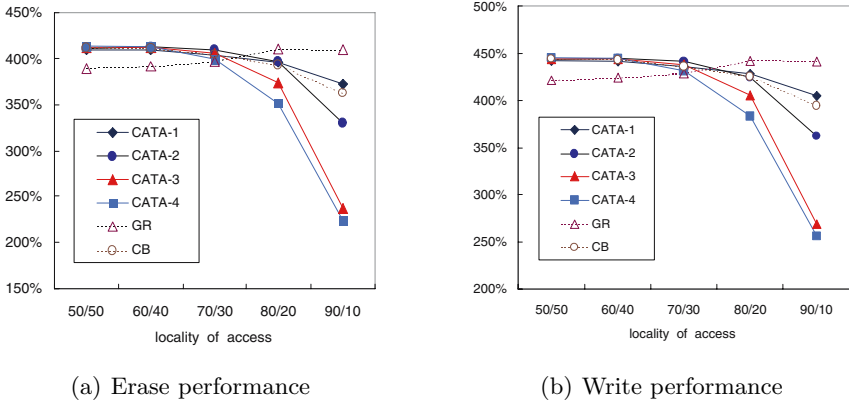 450%
400%
350%
300%
250%
200%
150%
CATA-1
CATA-2
CATA-3
CATA-4
GR
CB
50/50 60/40 70/30 80/20 90/10
locality of access
(a) Erase performance
500%
450%
400%
350%
300%
250%
200%
CATA-1
CATA-2
CATA-3
CATA-4
GR
CB
50/50 60/40 70/30 80/20 90/10
locality of access
(b) Write performance